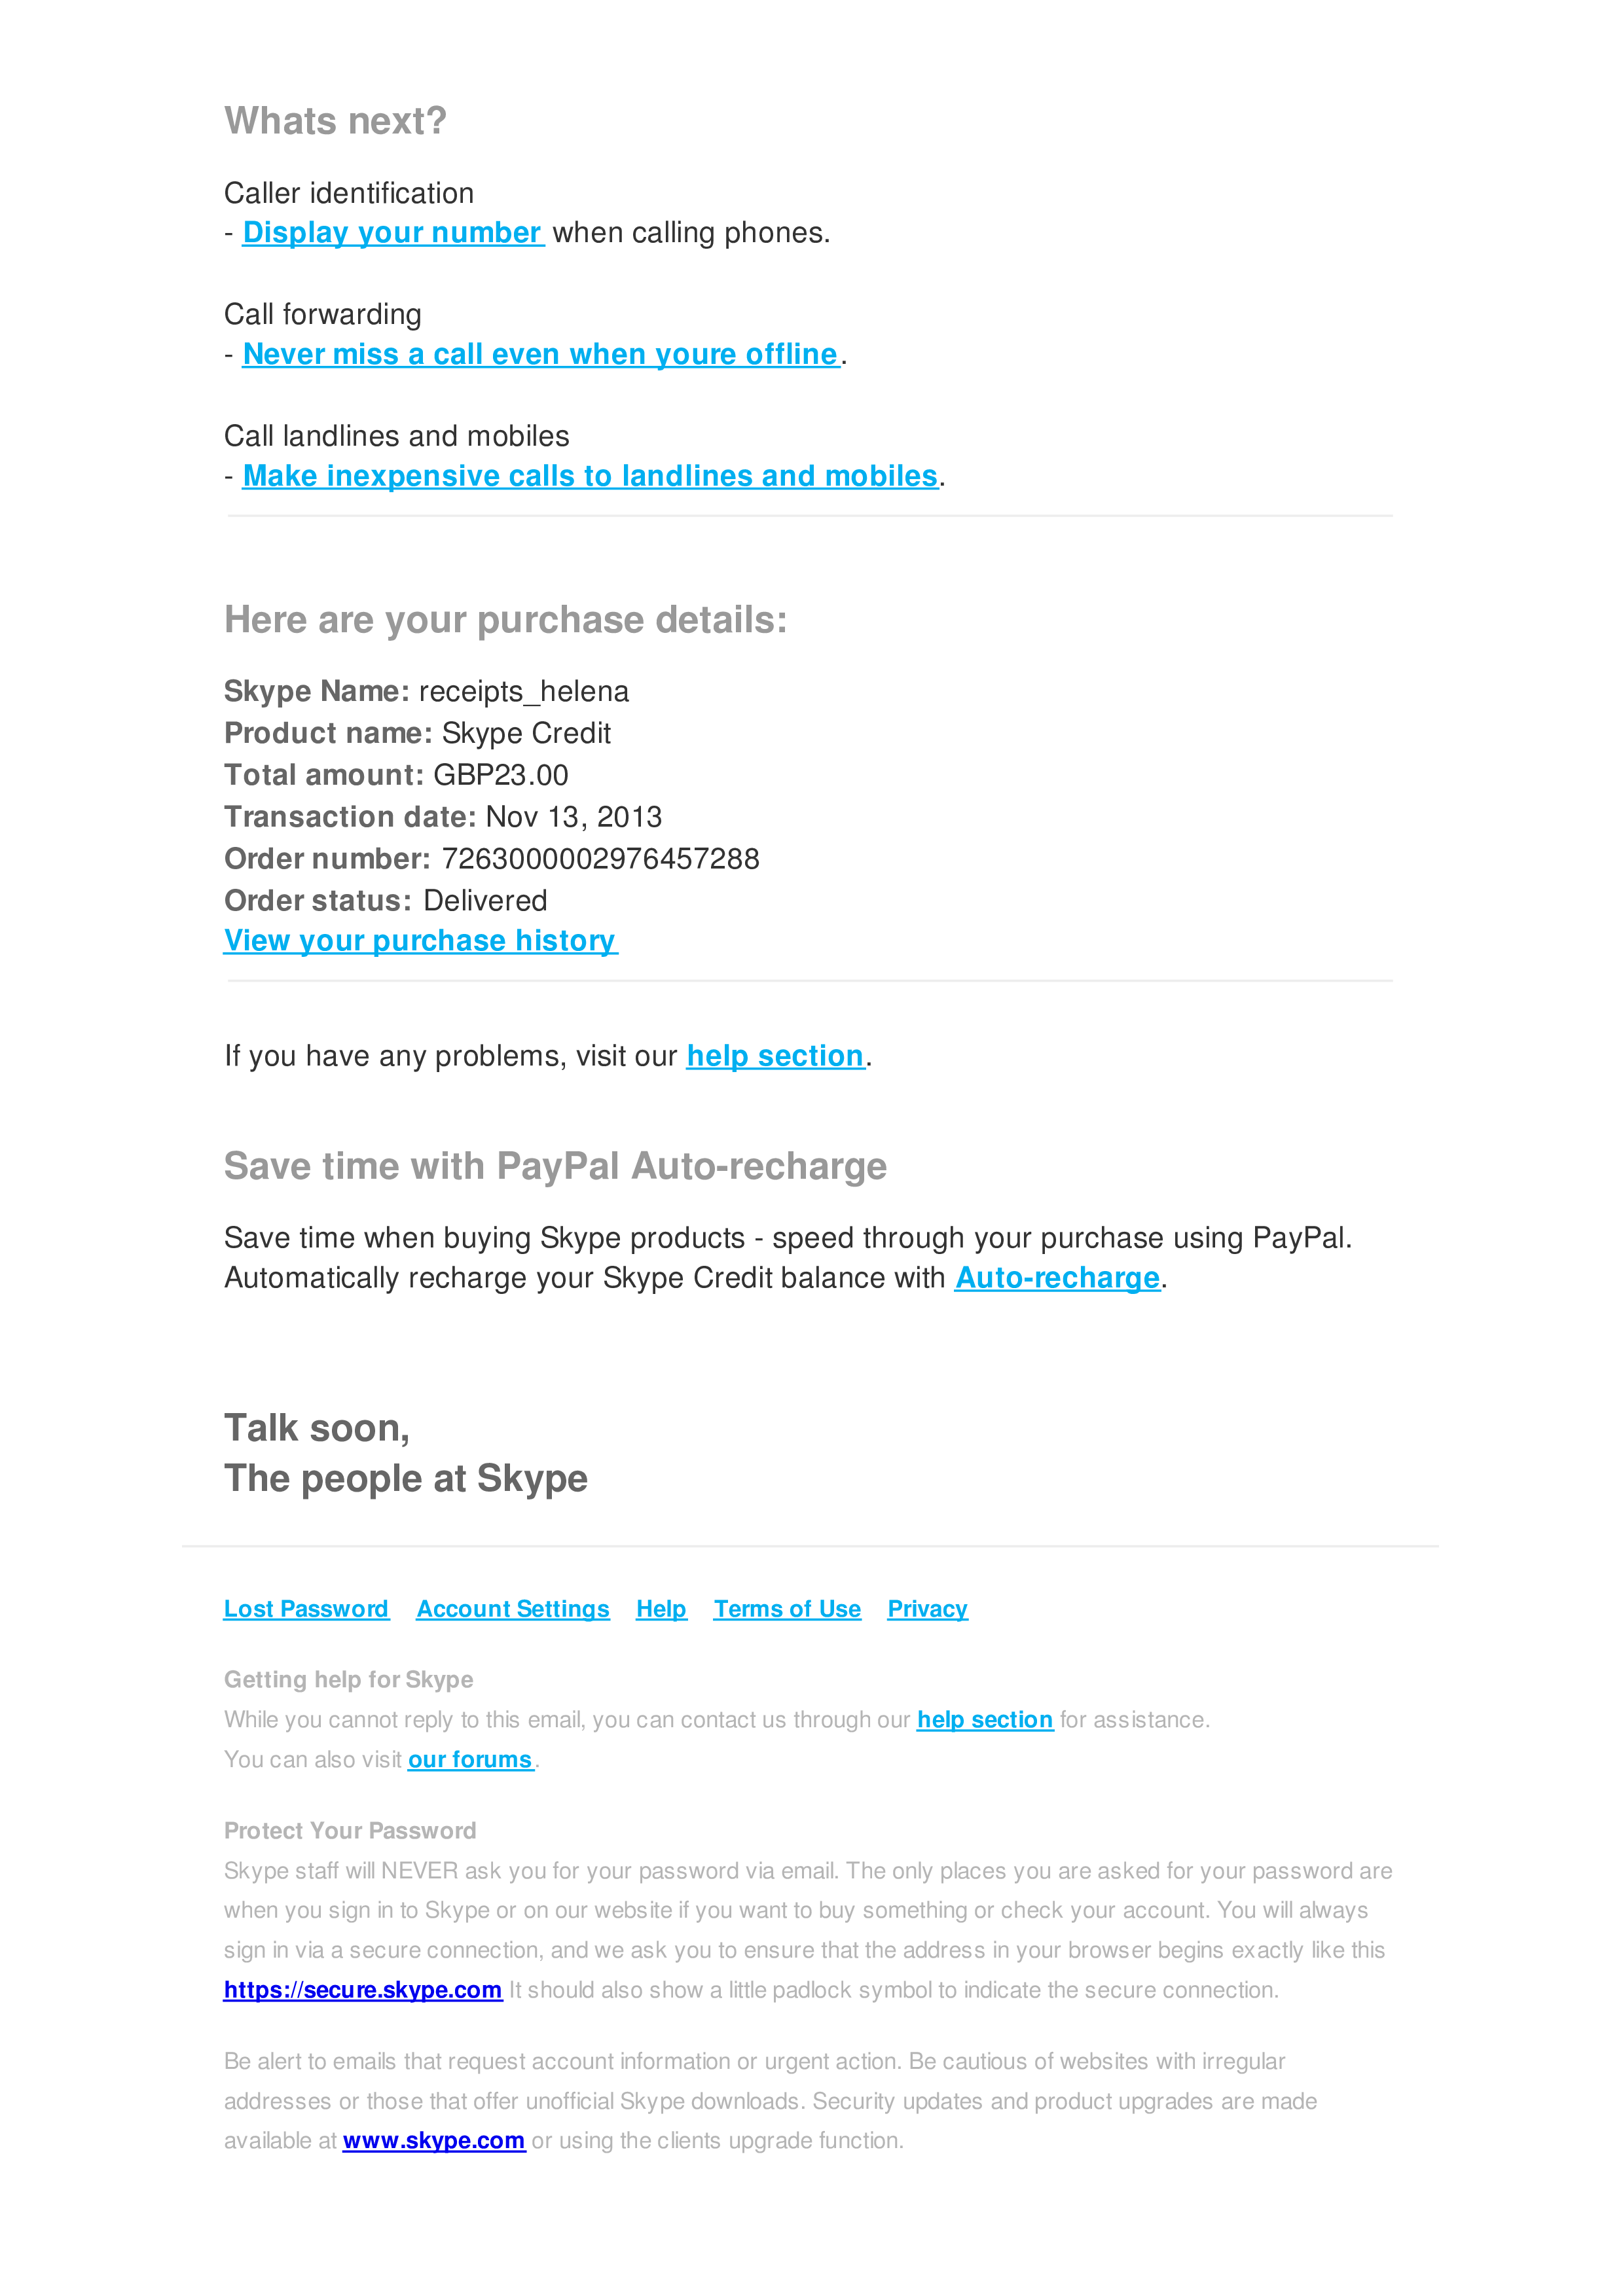 Whats next?
Caller identification
- Display your number when calling phones.
Call forwarding
- Never miss a call even when youre offline.
Call landlines and mobiles
- Make inexpensive calls to landlines and mobiles.
Here are your purchase details:
Skype Name: receipts_helena
Product name: Skype Credit
Total amount: GBP23.00
Transaction date: Nov 13, 2013
Order number: 7263000002976457288
Order status: Delivered
View your purchase history
If you have any problems, visit our help section.
Save time with PayPal Auto-recharge
Save time when buying Skype products - speed through your purchase using PayPal.
Automatically recharge your Skype Credit balance with Auto-recharge.
Talk soon,
The people at Skype
Lost Password Account Settings Help Terms of Use Privacy
Getting help for Skype
While you cannot reply to this email, you can contact us through our help section for assistance.
You can also visit our forums.
Protect Your Password
Skype staff will NEVER ask you for your password via email. The only places you are asked for your password are
when you sign in to Skype or on our website if you want to buy something or check your account. You will always
sign in via a secure connection, and we ask you to ensure that the address in your browser begins exactly like this
https://secure.skype.com It should also show a little padlock symbol to indicate the secure connection.
Be alert to emails that request account information or urgent action. Be cautious of websites with irregular
addresses or those that offer unofficial Skype downloads. Security updates and product upgrades are made
available at www.skype.com or using the clients upgrade function.